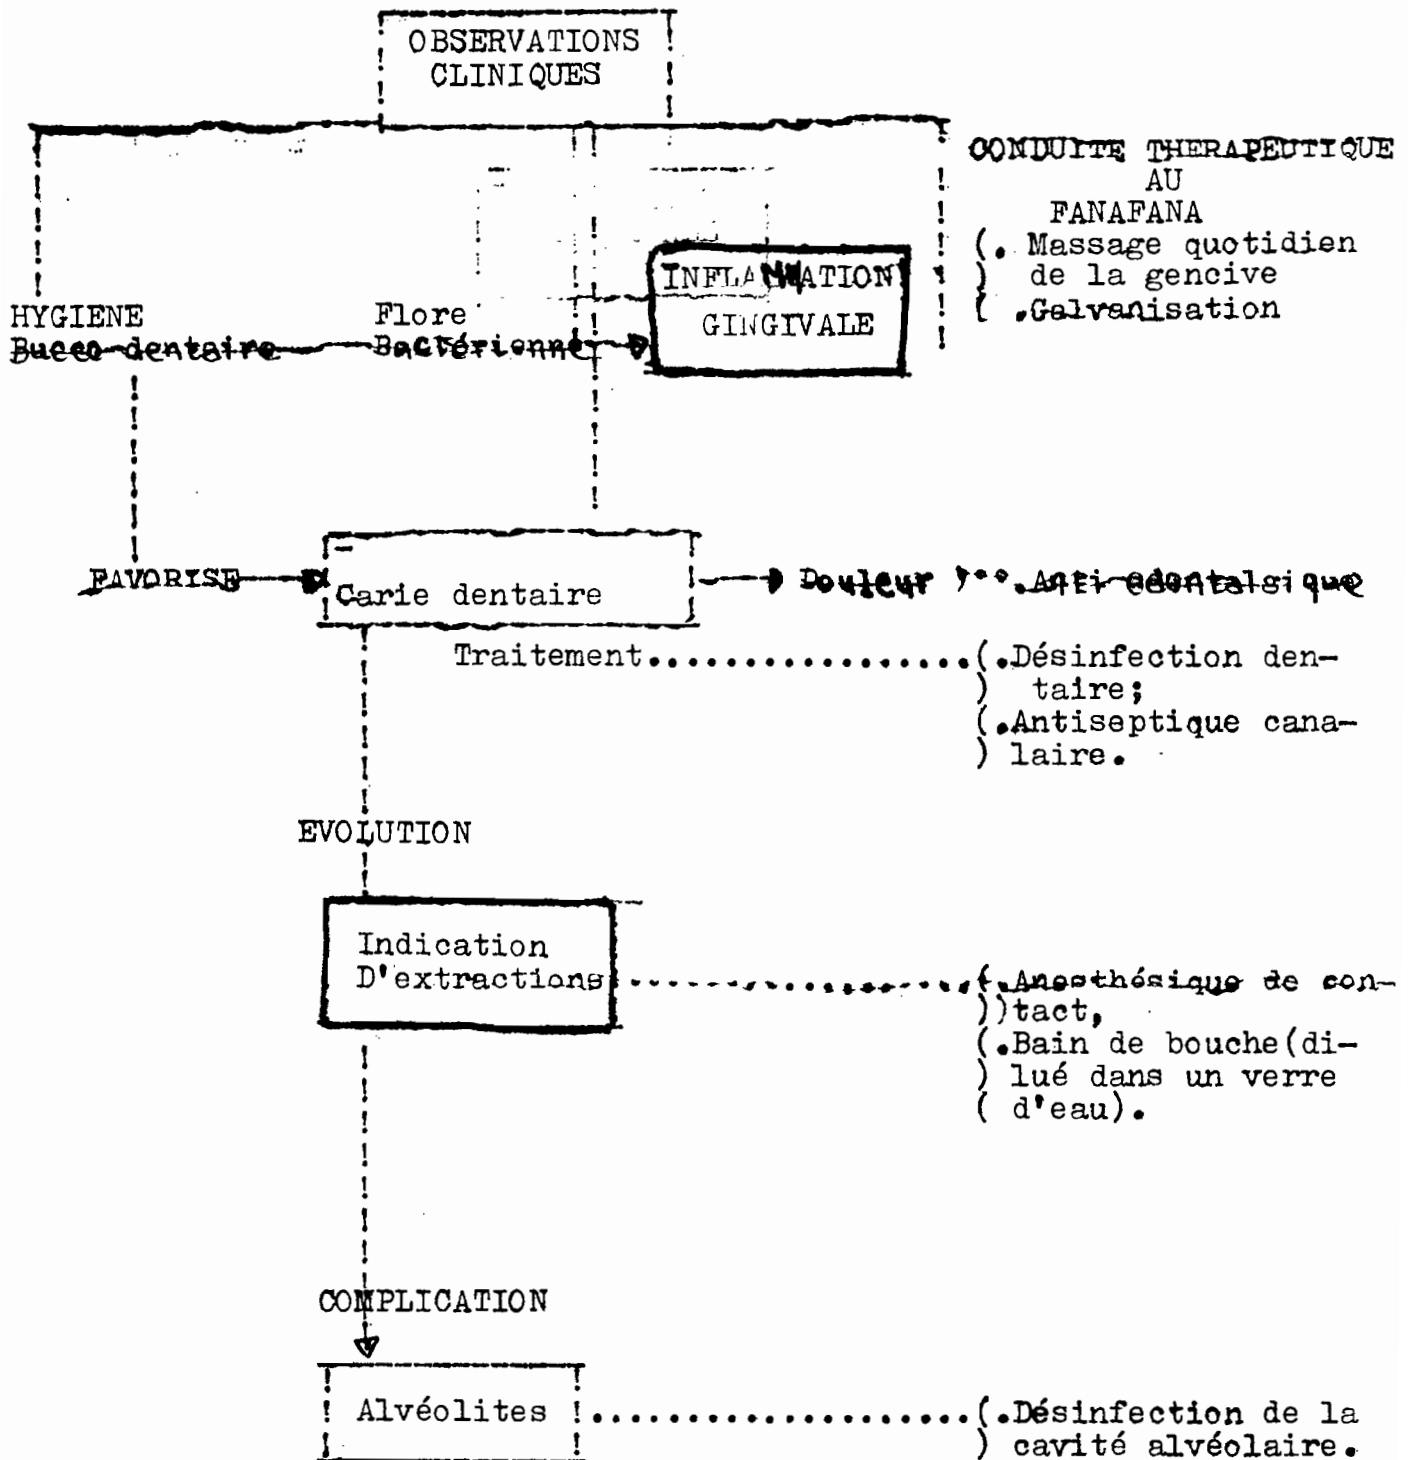 OBSERVATIONS
CLINIQUES
CONDUITE THERAPEUTIQUE
AU
FANAFANA
(. Massage quotidien
) de la gencive
( .Galvanisation
INFLAMMATION
GINGIVALE
HYGIENE
Bucco-dentaire
Flore
Bactérienne
FAVORISE
Carie dentaire
Douleur )...Anti-odontalgique
Traitement.................(.Désinfection den-
) taire;
(.Antiseptique cana-
) laire.
EVOLUTION
Indication
D'extractions
(.Anesthésique de con-
))tact,
(.Bain de bouche(di-
) lué dans un verre
( d'eau).
COMPLICATION
Alvéolites !....................(.Désinfection de la
) cavité alvéolaire.